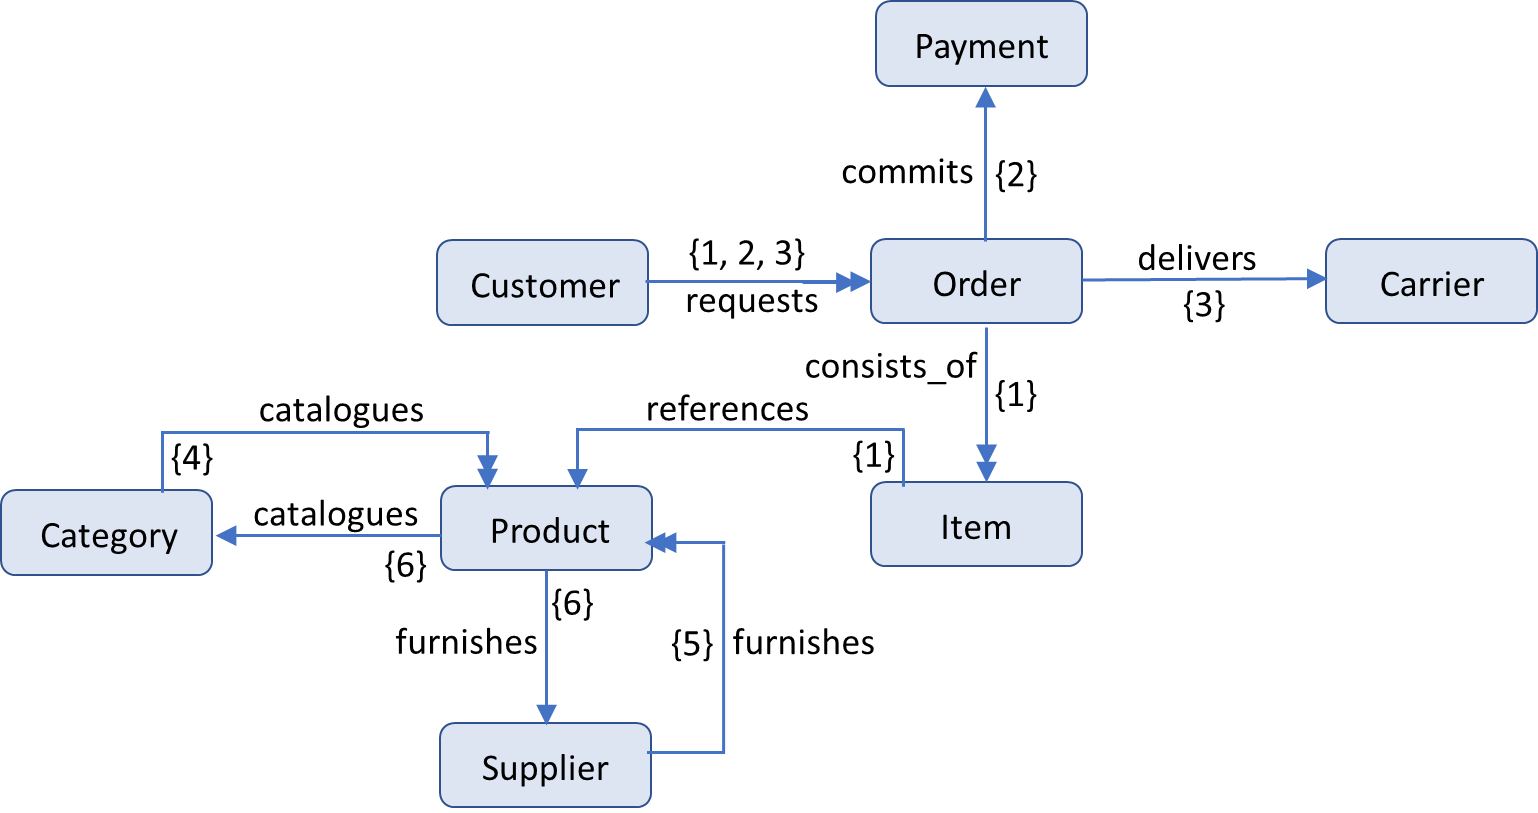 Payment
commits {2}
{1, 2, 3}
Customer
requests
Order
delivers
{3}
Carrier
consists_of
{1}
catalogues
references
{4}
{1}
Category
catalogues
{6}
Product
Item
{6}
furnishes
{5} furnishes
Supplier